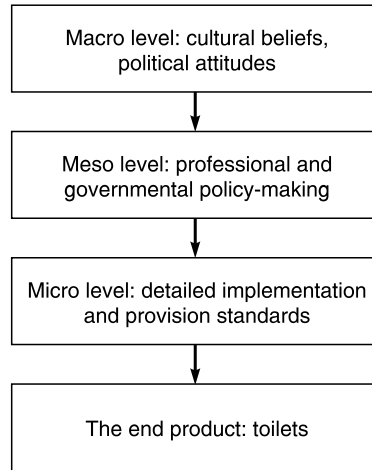 Macro level: cultural beliefs,
political attitudes
Meso level: professional and
governmental policy-making
Micro level: detailed implementation
and provision standards
The end product: toilets